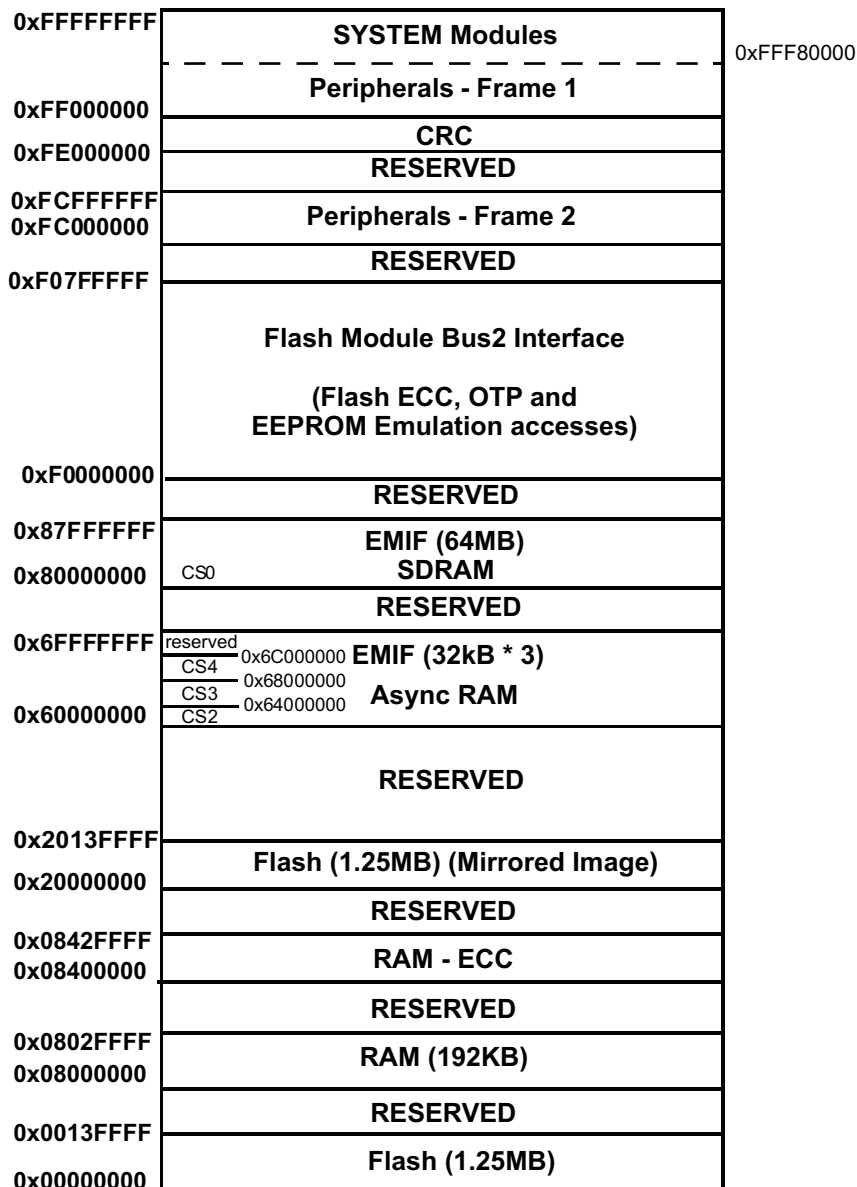 0xFFFFFFFF
SYSTEM Modules
0xFFF80000
Peripherals - Frame 1
0xFF000000
CRC
0xFE000000
RESERVED
0xFCFFFFFF
Peripherals - Frame 2
0xFC000000
RESERVED
0xF07FFFFF
Flash Module Bus2 Interface
(Flash ECC, OTP and
EEPROM Emulation accesses)
0xF0000000
RESERVED
0x87FFFFFF
EMIF (64MB)
0x80000000
CS0
SDRAM
RESERVED
0x6FFFFFFF
reserved
0x6C000000
EMIF (32kB * 3)
CS4
0x68000000
CS3
Async RAM
0x64000000
0x60000000
CS2
RESERVED
0x2013FFFF
Flash (1.25MB) (Mirrored Image)
0x20000000
RESERVED
0x0842FFFF
RAM - ECC
0x08400000
RESERVED
0x0802FFFF
RAM (192KB)
0x08000000
RESERVED
0x0013FFFF
Flash (1.25MB)
0x00000000